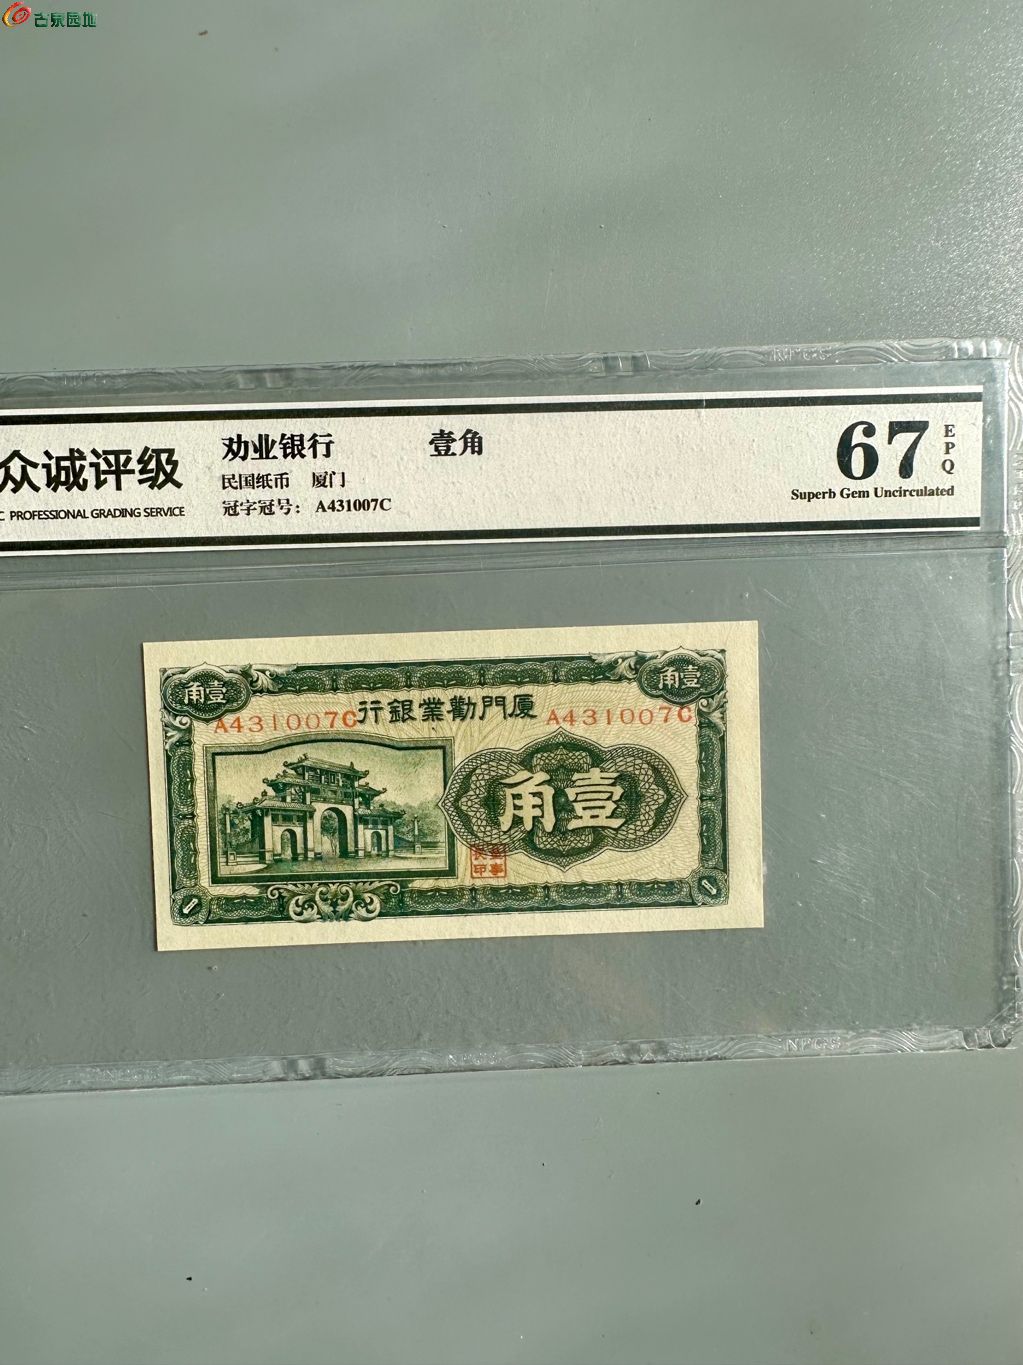 古泉园地
NPGS
众诚评级
C PROFESSIONAL GRADING SERVICE
劝业银行 壹角
民国纸币 厦门
冠字冠号： A431007C
67
EPQ
Superb Gem Uncirculated
角壹
角壹
行銀業勸門厦
A431007C
A431007C
角壹
NPGS